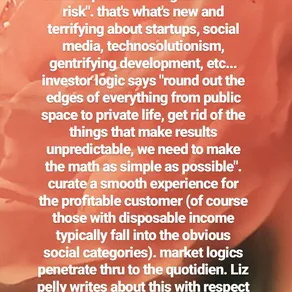 risk". that's what's new and
terrifying about startups, social
media, technosolutionism,
gentrifying development, etc...
investor logic says "round out the
edges of everything from public
space to private life, get rid of the
things that make results
unpredictable, we need to make
the math as simple as possible".
curate a smooth experience for
the profitable customer (of course
those with disposable income
typically fall into the obvious
social categories). market logics
penetrate thru to the quotidien. Liz
pelly writes about this with respect